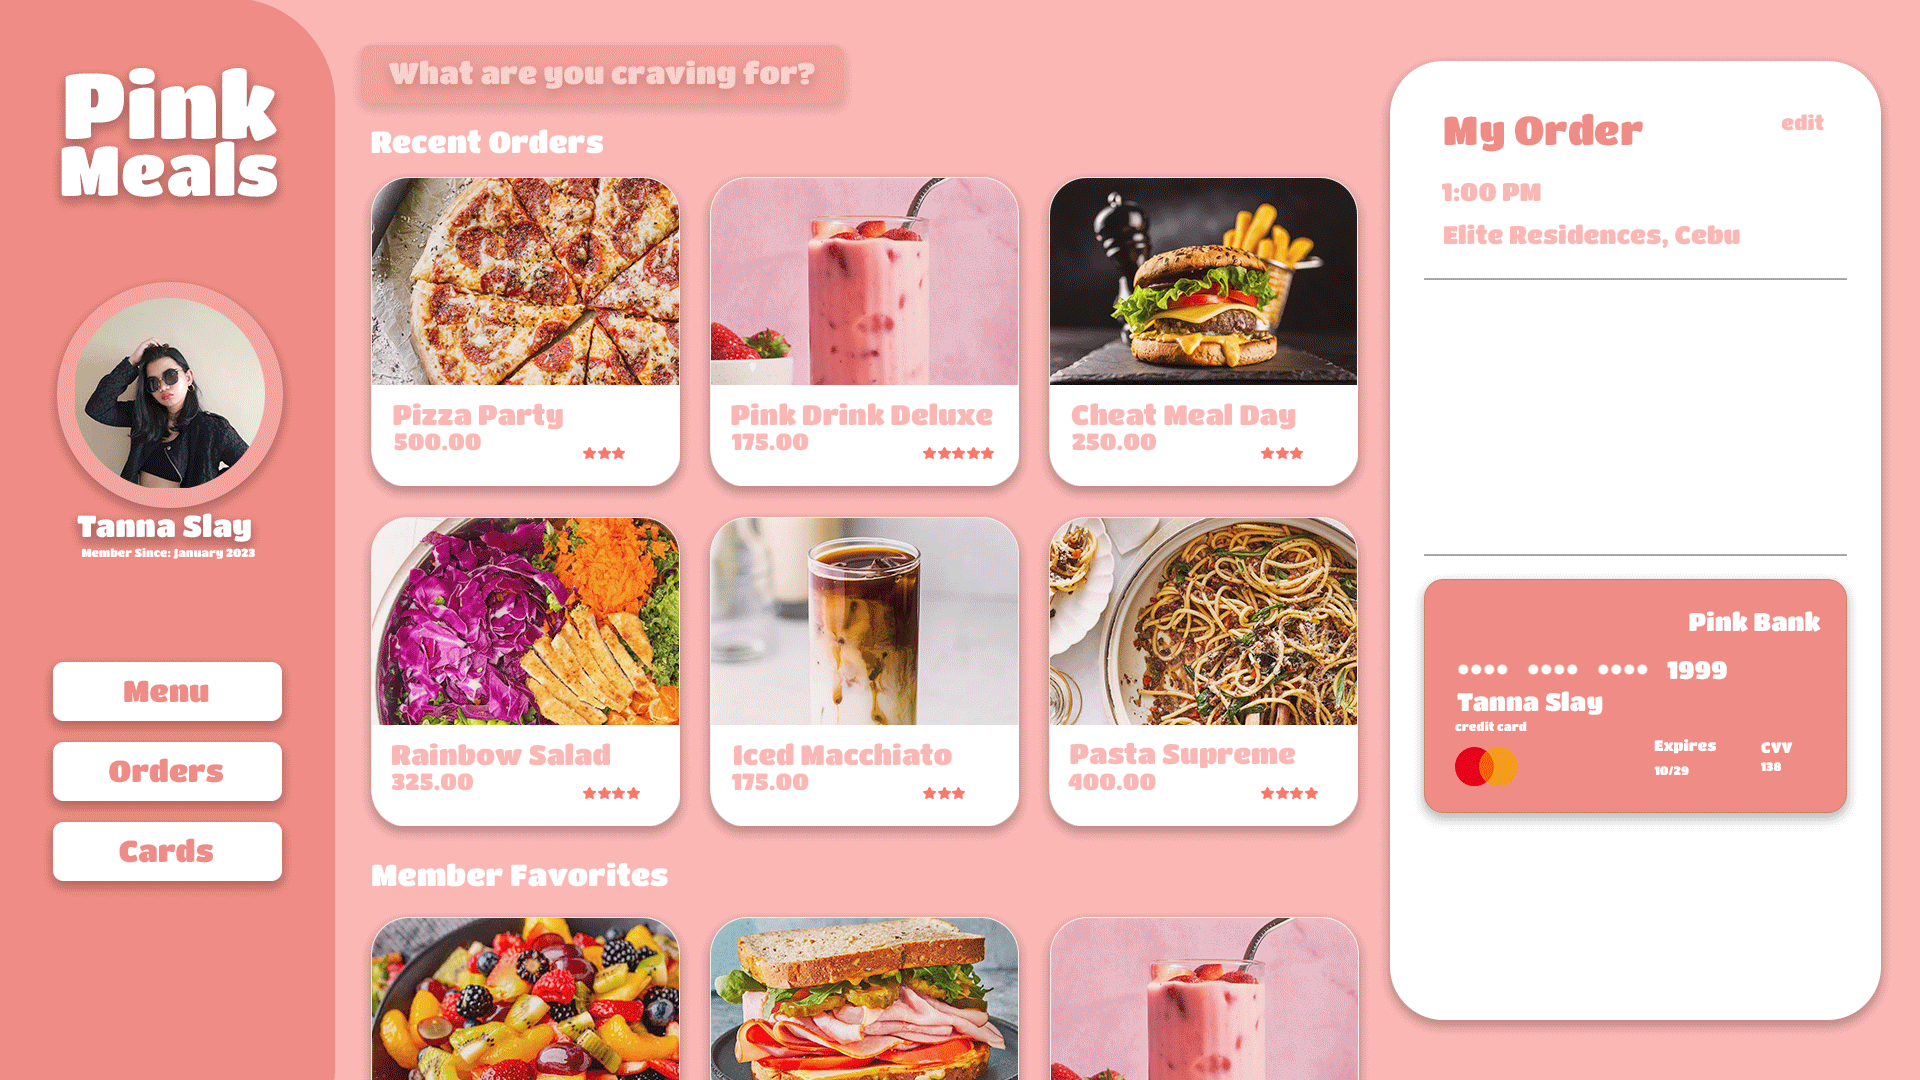 Pink
Meals
Tanna Slay
Member Since: January 2023
Menu
Orders
Cards
What are you craving for?
Recent Orders
Pizza Party
500.00
Pink Drink Deluxe
175.00
Cheat Meal Day
250.00
Rainbow Salad
325.00
Iced Macchiato
175.00
Pasta Supreme
400.00
Member Favorites
My Order
edit
1:00 PM
Elite Residences, Cebu
Pink Bank
•••• •••• •••• 1999
Tanna Slay
credit card
Expires
10/29
CVV
138